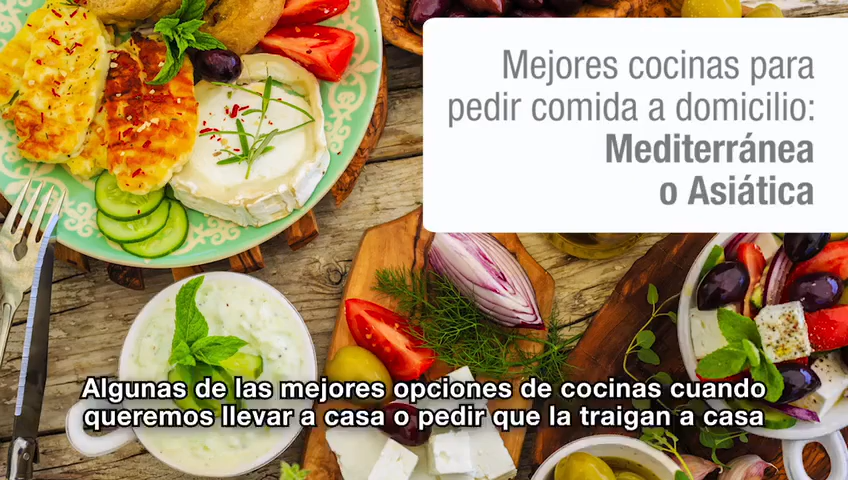 Mejores cocinas para
pedir comida a domicilio:
Mediterránea
o Asiática
Algunas de las mejores opciones de cocinas cuando
queremos llevar a casa o pedir que la traigan a casa